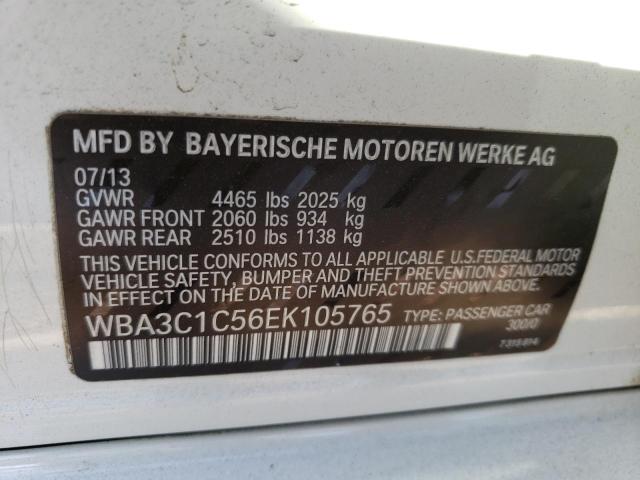 MFD BY BAYERISCHE MOTOREN WERKE AG
07/13
GVWR 4465 lbs 2025 kg
GAWR FRONT 2060 lbs 934 kg
GAWR REAR 2510 lbs 1138 kg
THIS VEHICLE CONFORMS TO ALL APPLICABLE U.S.FEDERAL MOTOR
VEHICLE SAFETY, BUMPER AND THEFT PREVENTION STANDARDS
IN EFFECT ON THE DATE OF MANUFACTURE SHOWN ABOVE.
WBA3C1C56EK105765 TYPE: PASSENGER CAR
300/0